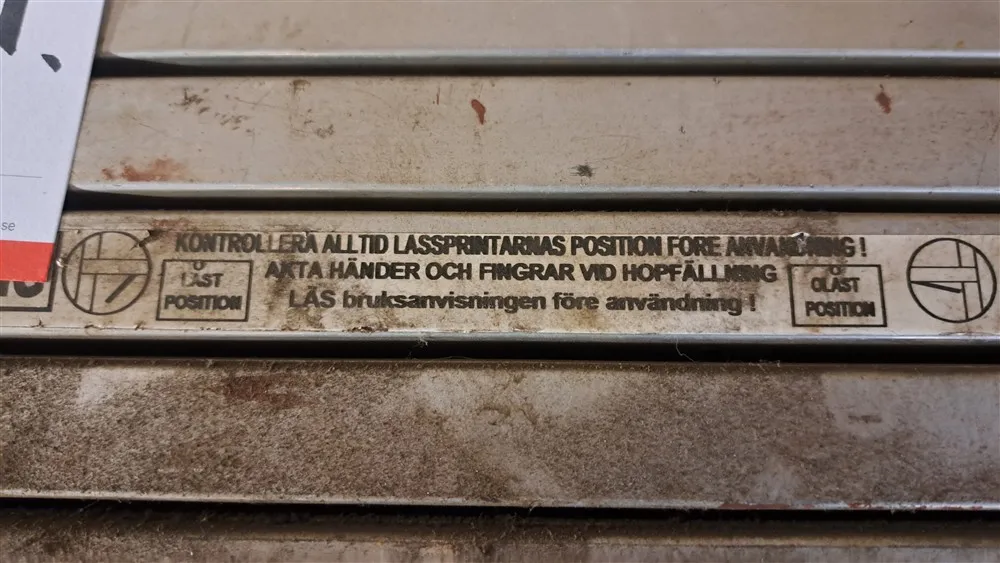 KONTROLLERA ALLTID LASSPRINTARNAS POSITION FÖRE ANVÄNDNING !
AKTA HÄNDER OCH FINGRAR VID HOPFÄLLNING
LÄS bruksanvisningen före användning !
LÅST
POSITION
OLÅST
POSITION